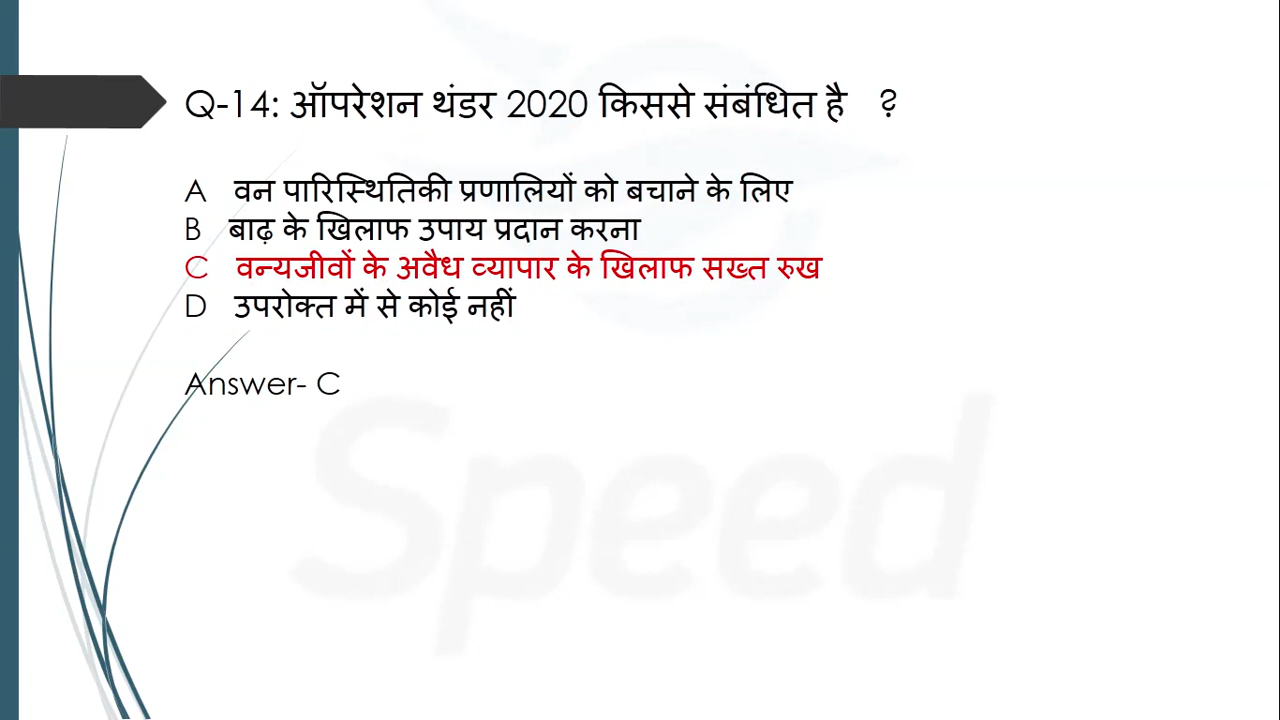 Q-14: ऑपरेशन थंडर 2020 किससे संबंधित है ?
A वन पारिस्थितिकी प्रणालियों को बचाने के लिए
B बाढ़ के खिलाफ उपाय प्रदान करना
C वन्यजीवों के अवैध व्यापार के खिलाफ सख्त रुख
D उपरोक्त में से कोई नहीं
Answer- C
Speed